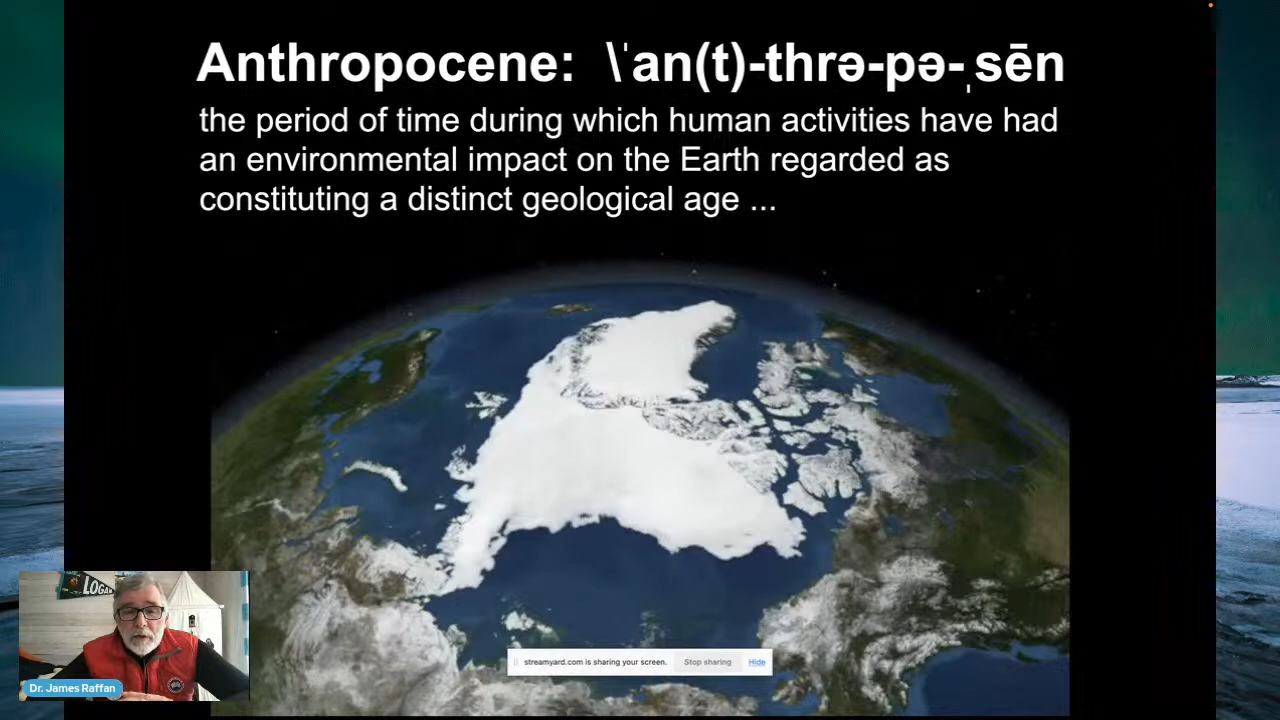 Anthropocene: \ˈan(t)-thrə-pə-ˌsēn
the period of time during which human activities have had
an environmental impact on the Earth regarded as
constituting a distinct geological age ...
LOGAN
streamyard.com is sharing your screen. Stop sharing Hide
Dr. James Raffan